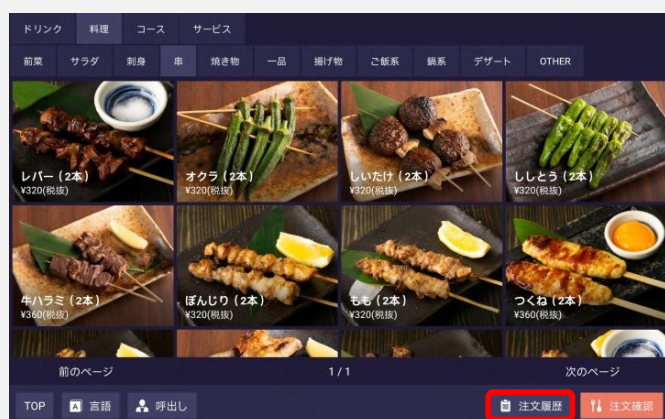 ドリンク 料理 コース サービス
前菜 サラダ 刺身 串 焼き物 一品 揚げ物 ご飯系 鍋系 デザート OTHER
レバー（2本） オクラ（2本） しいたけ（2本） ししとう（2本）
¥320(税抜) ¥320(税抜) ¥320(税抜) ¥320(税抜)
牛ハラミ（2本） ぼんじり（2本） もも（2本） つくね（2本）
¥360(税抜) ¥320(税抜) ¥320(税抜) ¥360(税抜)
前のページ 1 / 1 次のページ
TOP A 言語 呼出し 注文履歴 注文確認